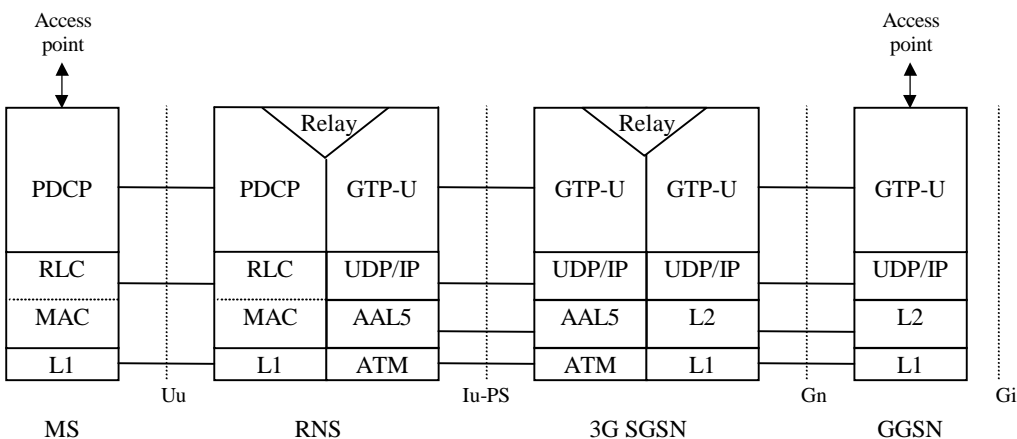 Access
point
Access
point
Relay
Relay
PDCP
PDCP
GTP-U
GTP-U
GTP-U
GTP-U
RLC
RLC
UDP/IP
UDP/IP
UDP/IP
UDP/IP
MAC
MAC
AAL5
AAL5
L2
L2
L1
L1
ATM
ATM
L1
L1
Uu
Iu-PS
Gn
Gi
MS
RNS
3G SGSN
GGSN